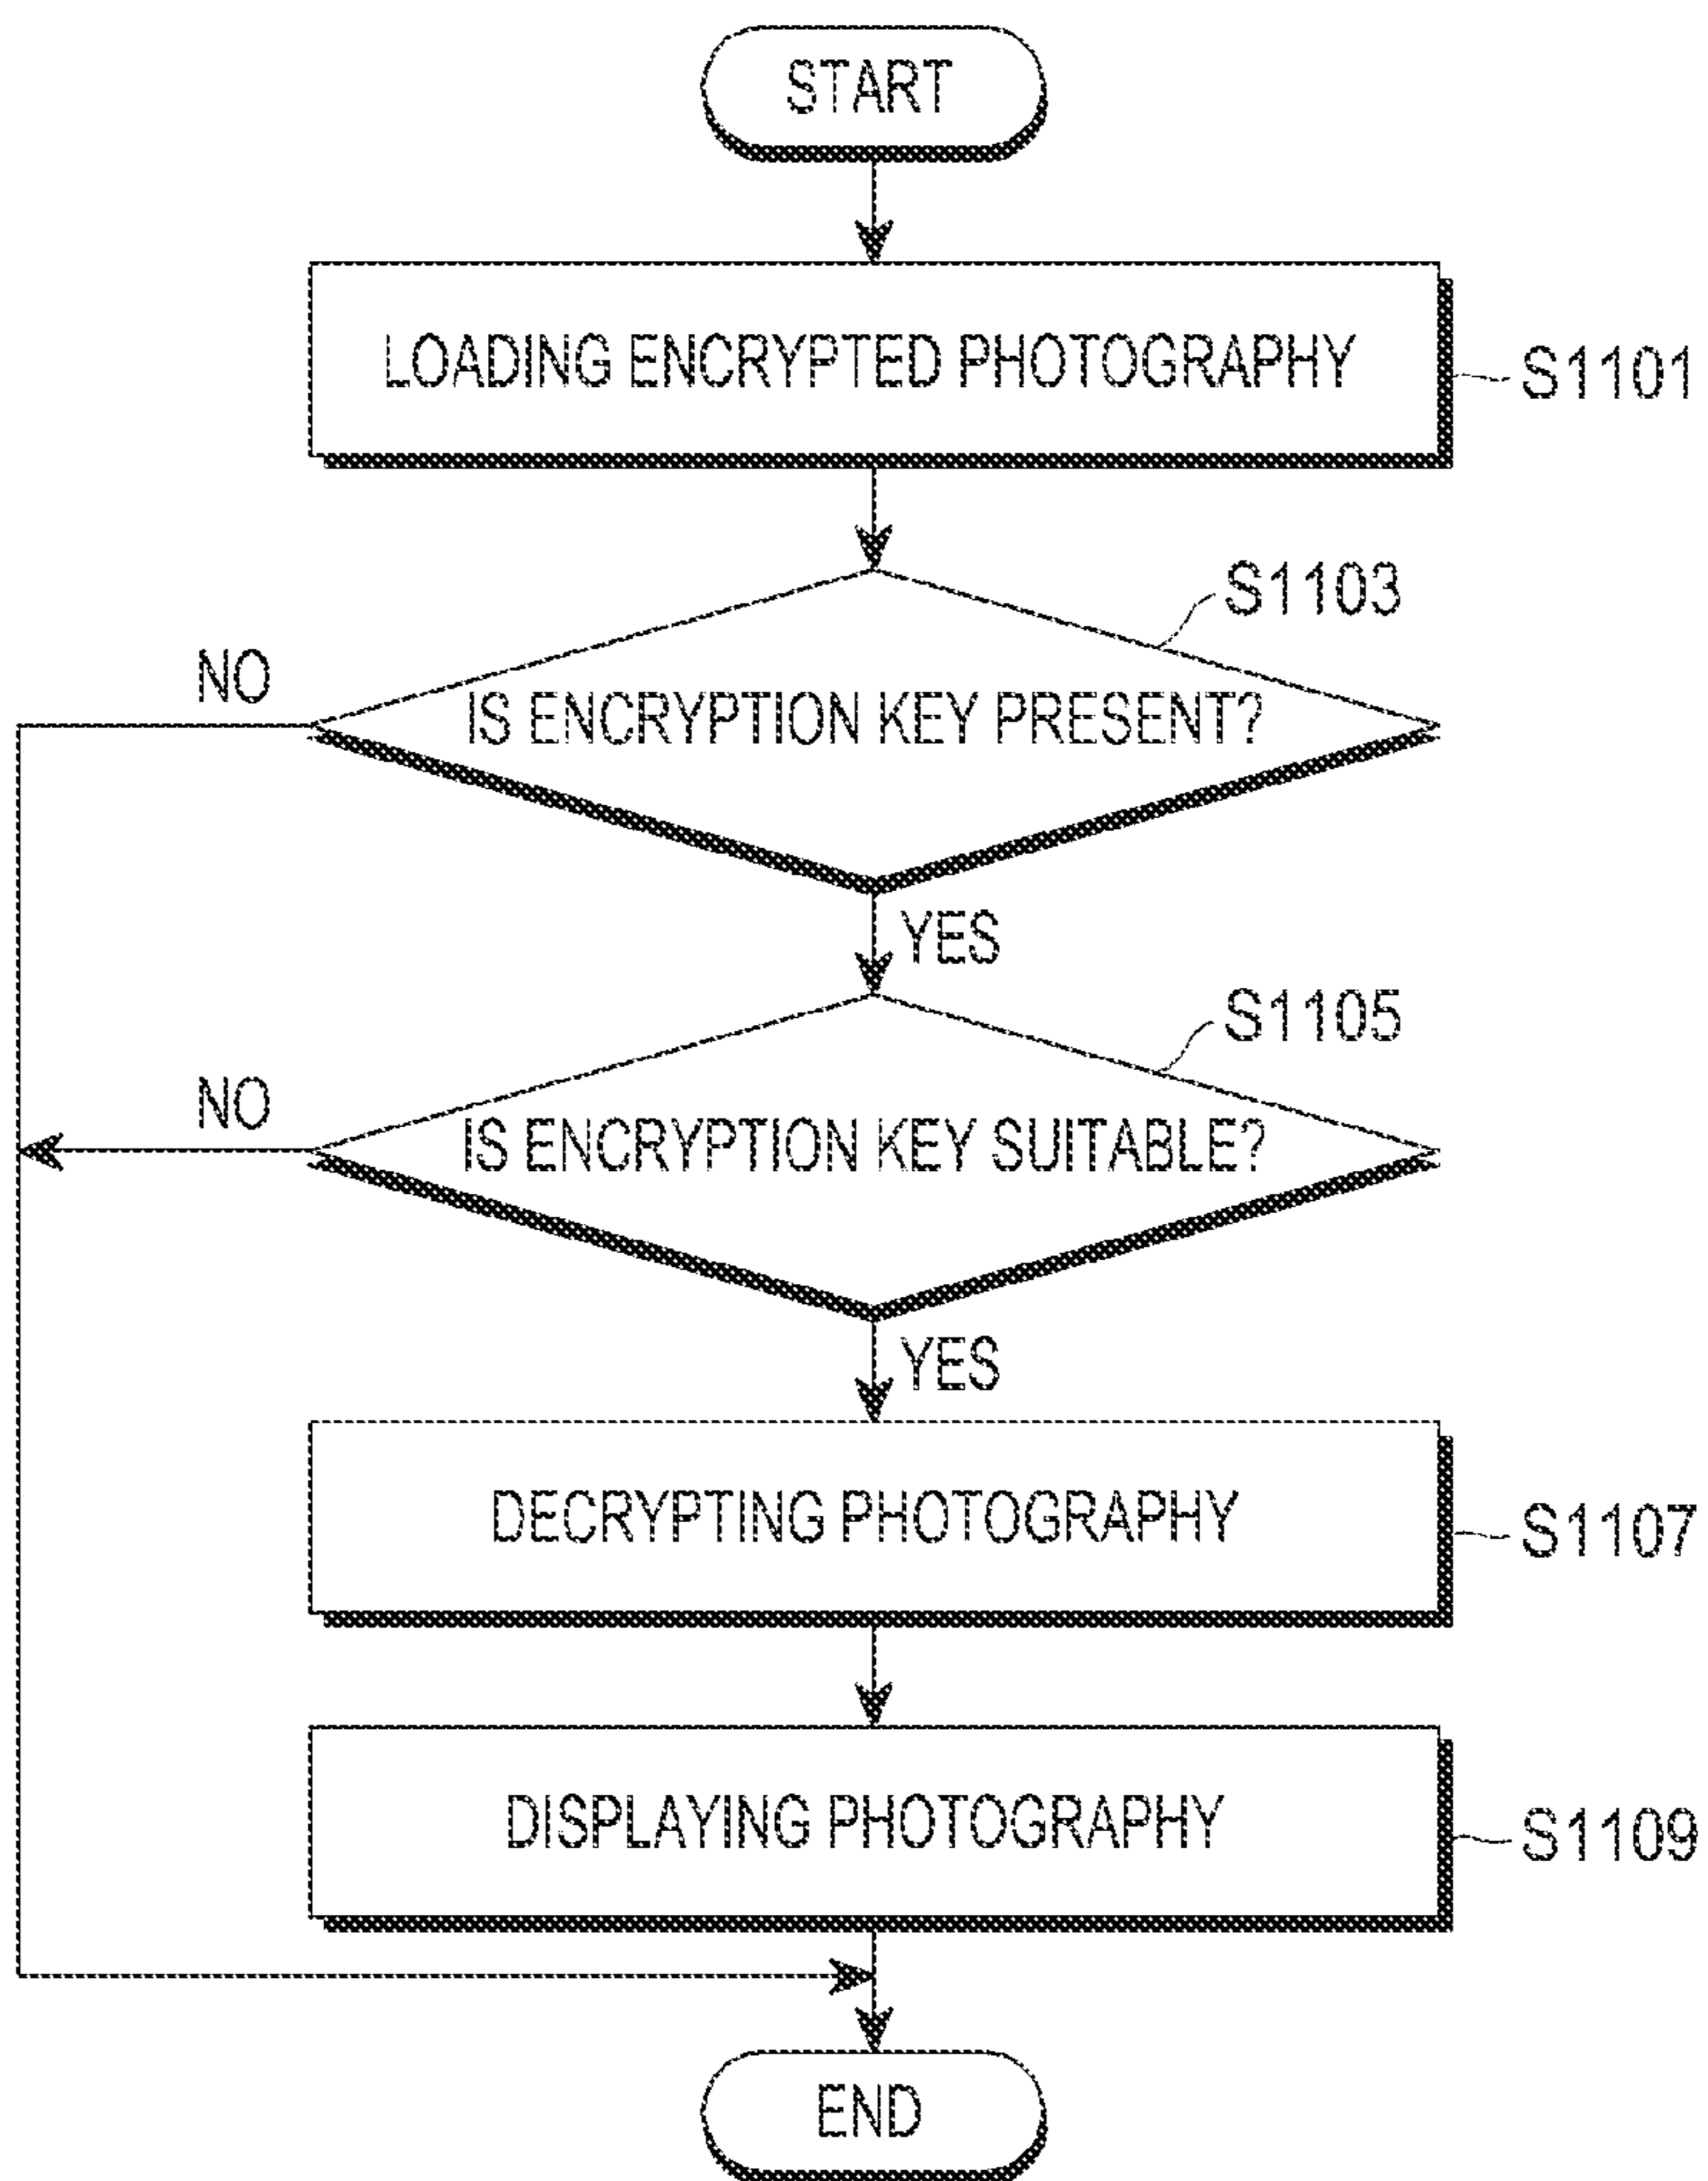 START
LOADING ENCRYPTED PHOTOGRAPHY
S1101
S1103
NO
IS ENCRYPTION KEY PRESENT?
YES
S1105
NO
IS ENCRYPTION KEY SUITABLE?
YES
DECRYPTING PHOTOGRAPHY
S1107
DISPLAYING PHOTOGRAPHY
S1109
END